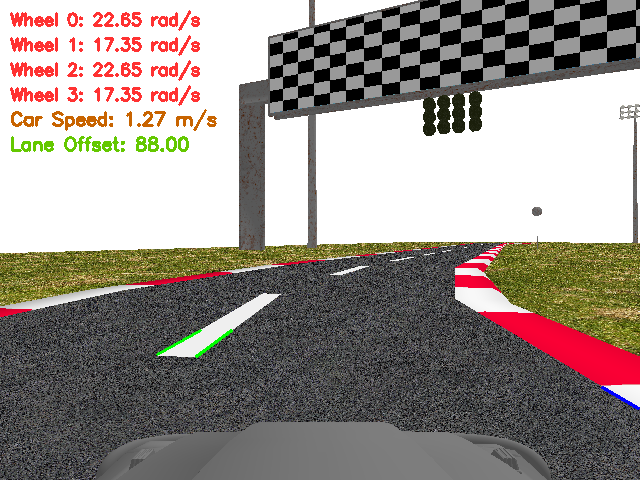 Wheel 0: 22.65 rad/s
Wheel 1: 17.35 rad/s
Wheel 2: 22.65 rad/s
Wheel 3: 17.35 rad/s
Car Speed: 1.27 m/s
Lane Offset: 88.00